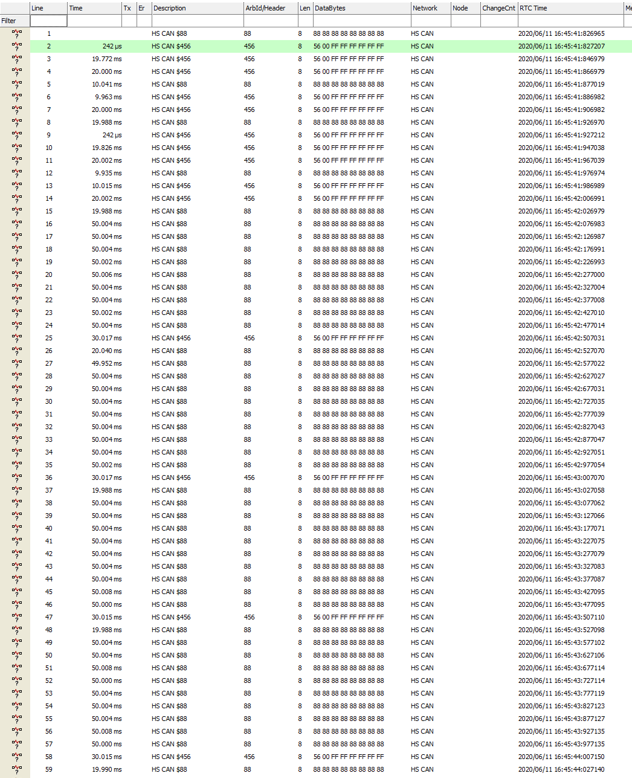 Line Time Tx Er Description ArbId/Header Len DataBytes Network Node ChangeCnt RTC Time
Filter
1 HS CAN $88 88 8 88 88 88 88 88 88 88 88 HS CAN 2020/06/11 16:45:41:826965
2 242 µs HS CAN $456 456 8 56 00 FF FF FF FF FF FF HS CAN 2020/06/11 16:45:41:827207
3 19.772 ms HS CAN $456 456 8 56 00 FF FF FF FF FF FF HS CAN 2020/06/11 16:45:41:846979
4 20.000 ms HS CAN $456 456 8 56 00 FF FF FF FF FF FF HS CAN 2020/06/11 16:45:41:866979
5 10.041 ms HS CAN $88 88 8 88 88 88 88 88 88 88 88 HS CAN 2020/06/11 16:45:41:877019
6 9.963 ms HS CAN $456 456 8 56 00 FF FF FF FF FF FF HS CAN 2020/06/11 16:45:41:886982
7 20.000 ms HS CAN $456 456 8 56 00 FF FF FF FF FF FF HS CAN 2020/06/11 16:45:41:906982
8 19.988 ms HS CAN $88 88 8 88 88 88 88 88 88 88 88 HS CAN 2020/06/11 16:45:41:926970
9 242 µs HS CAN $456 456 8 56 00 FF FF FF FF FF FF HS CAN 2020/06/11 16:45:41:927212
10 19.826 ms HS CAN $456 456 8 56 00 FF FF FF FF FF FF HS CAN 2020/06/11 16:45:41:947038
11 20.002 ms HS CAN $456 456 8 56 00 FF FF FF FF FF FF HS CAN 2020/06/11 16:45:41:967039
12 9.935 ms HS CAN $88 88 8 88 88 88 88 88 88 88 88 HS CAN 2020/06/11 16:45:41:976974
13 10.015 ms HS CAN $456 456 8 56 00 FF FF FF FF FF FF HS CAN 2020/06/11 16:45:41:986989
14 20.002 ms HS CAN $456 456 8 56 00 FF FF FF FF FF FF HS CAN 2020/06/11 16:45:42:006991
15 19.988 ms HS CAN $88 88 8 88 88 88 88 88 88 88 88 HS CAN 2020/06/11 16:45:42:026979
16 50.004 ms HS CAN $88 88 8 88 88 88 88 88 88 88 88 HS CAN 2020/06/11 16:45:42:076983
17 50.004 ms HS CAN $88 88 8 88 88 88 88 88 88 88 88 HS CAN 2020/06/11 16:45:42:126987
18 50.004 ms HS CAN $88 88 8 88 88 88 88 88 88 88 88 HS CAN 2020/06/11 16:45:42:176991
19 50.002 ms HS CAN $88 88 8 88 88 88 88 88 88 88 88 HS CAN 2020/06/11 16:45:42:226993
20 50.006 ms HS CAN $88 88 8 88 88 88 88 88 88 88 88 HS CAN 2020/06/11 16:45:42:277000
21 50.004 ms HS CAN $88 88 8 88 88 88 88 88 88 88 88 HS CAN 2020/06/11 16:45:42:327004
22 50.004 ms HS CAN $88 88 8 88 88 88 88 88 88 88 88 HS CAN 2020/06/11 16:45:42:377008
23 50.002 ms HS CAN $88 88 8 88 88 88 88 88 88 88 88 HS CAN 2020/06/11 16:45:42:427010
24 50.004 ms HS CAN $88 88 8 88 88 88 88 88 88 88 88 HS CAN 2020/06/11 16:45:42:477014
25 30.017 ms HS CAN $456 456 8 56 00 FF FF FF FF FF FF HS CAN 2020/06/11 16:45:42:507031
26 20.040 ms HS CAN $88 88 8 88 88 88 88 88 88 88 88 HS CAN 2020/06/11 16:45:42:527070
27 49.952 ms HS CAN $88 88 8 88 88 88 88 88 88 88 88 HS CAN 2020/06/11 16:45:42:577022
28 50.004 ms HS CAN $88 88 8 88 88 88 88 88 88 88 88 HS CAN 2020/06/11 16:45:42:627027
29 50.004 ms HS CAN $88 88 8 88 88 88 88 88 88 88 88 HS CAN 2020/06/11 16:45:42:677031
30 50.004 ms HS CAN $88 88 8 88 88 88 88 88 88 88 88 HS CAN 2020/06/11 16:45:42:727035
31 50.004 ms HS CAN $88 88 8 88 88 88 88 88 88 88 88 HS CAN 2020/06/11 16:45:42:777039
32 50.004 ms HS CAN $88 88 8 88 88 88 88 88 88 88 88 HS CAN 2020/06/11 16:45:42:827043
33 50.004 ms HS CAN $88 88 8 88 88 88 88 88 88 88 88 HS CAN 2020/06/11 16:45:42:877047
34 50.004 ms HS CAN $88 88 8 88 88 88 88 88 88 88 88 HS CAN 2020/06/11 16:45:42:927051
35 50.002 ms HS CAN $88 88 8 88 88 88 88 88 88 88 88 HS CAN 2020/06/11 16:45:42:977054
36 30.017 ms HS CAN $456 456 8 56 00 FF FF FF FF FF FF HS CAN 2020/06/11 16:45:43:007070
37 19.988 ms HS CAN $88 88 8 88 88 88 88 88 88 88 88 HS CAN 2020/06/11 16:45:43:027058
38 50.004 ms HS CAN $88 88 8 88 88 88 88 88 88 88 88 HS CAN 2020/06/11 16:45:43:077062
39 50.004 ms HS CAN $88 88 8 88 88 88 88 88 88 88 88 HS CAN 2020/06/11 16:45:43:127066
40 50.004 ms HS CAN $88 88 8 88 88 88 88 88 88 88 88 HS CAN 2020/06/11 16:45:43:177071
41 50.004 ms HS CAN $88 88 8 88 88 88 88 88 88 88 88 HS CAN 2020/06/11 16:45:43:227075
42 50.004 ms HS CAN $88 88 8 88 88 88 88 88 88 88 88 HS CAN 2020/06/11 16:45:43:277079
43 50.004 ms HS CAN $88 88 8 88 88 88 88 88 88 88 88 HS CAN 2020/06/11 16:45:43:327083
44 50.004 ms HS CAN $88 88 8 88 88 88 88 88 88 88 88 HS CAN 2020/06/11 16:45:43:377087
45 50.008 ms HS CAN $88 88 8 88 88 88 88 88 88 88 88 HS CAN 2020/06/11 16:45:43:427095
46 50.000 ms HS CAN $88 88 8 88 88 88 88 88 88 88 88 HS CAN 2020/06/11 16:45:43:477095
47 30.015 ms HS CAN $456 456 8 56 00 FF FF FF FF FF FF HS CAN 2020/06/11 16:45:43:507110
48 19.988 ms HS CAN $88 88 8 88 88 88 88 88 88 88 88 HS CAN 2020/06/11 16:45:43:527098
49 50.004 ms HS CAN $88 88 8 88 88 88 88 88 88 88 88 HS CAN 2020/06/11 16:45:43:577102
50 50.004 ms HS CAN $88 88 8 88 88 88 88 88 88 88 88 HS CAN 2020/06/11 16:45:43:627106
51 50.008 ms HS CAN $88 88 8 88 88 88 88 88 88 88 88 HS CAN 2020/06/11 16:45:43:677114
52 50.000 ms HS CAN $88 88 8 88 88 88 88 88 88 88 88 HS CAN 2020/06/11 16:45:43:727114
53 50.004 ms HS CAN $88 88 8 88 88 88 88 88 88 88 88 HS CAN 2020/06/11 16:45:43:777119
54 50.004 ms HS CAN $88 88 8 88 88 88 88 88 88 88 88 HS CAN 2020/06/11 16:45:43:827123
55 50.004 ms HS CAN $88 88 8 88 88 88 88 88 88 88 88 HS CAN 2020/06/11 16:45:43:877127
56 50.008 ms HS CAN $88 88 8 88 88 88 88 88 88 88 88 HS CAN 2020/06/11 16:45:43:927135
57 50.000 ms HS CAN $88 88 8 88 88 88 88 88 88 88 88 HS CAN 2020/06/11 16:45:43:977135
58 30.015 ms HS CAN $456 456 8 56 00 FF FF FF FF FF FF HS CAN 2020/06/11 16:45:44:007150
59 19.990 ms HS CAN $88 88 8 88 88 88 88 88 88 88 88 HS CAN 2020/06/11 16:45:44:027140